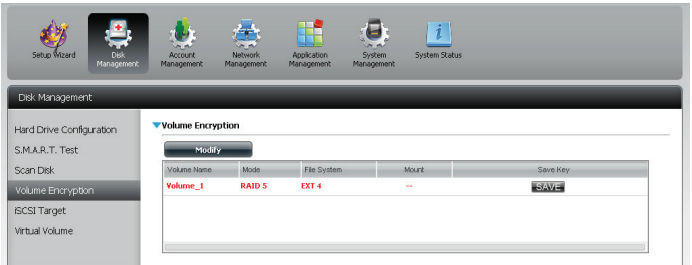 Setup Wizard
Disk Management
Account Management
Network Management
Application Management
System Management
System Status
Disk Management
Hard Drive Configuration
S.M.A.R.T. Test
Scan Disk
Volume Encryption
iSCSI Target
Virtual Volume
Volume Encryption
Modify
Volume Name Mode File System Mount Save Key
Volume_1 RAID 5 EXT 4 -- SAVE